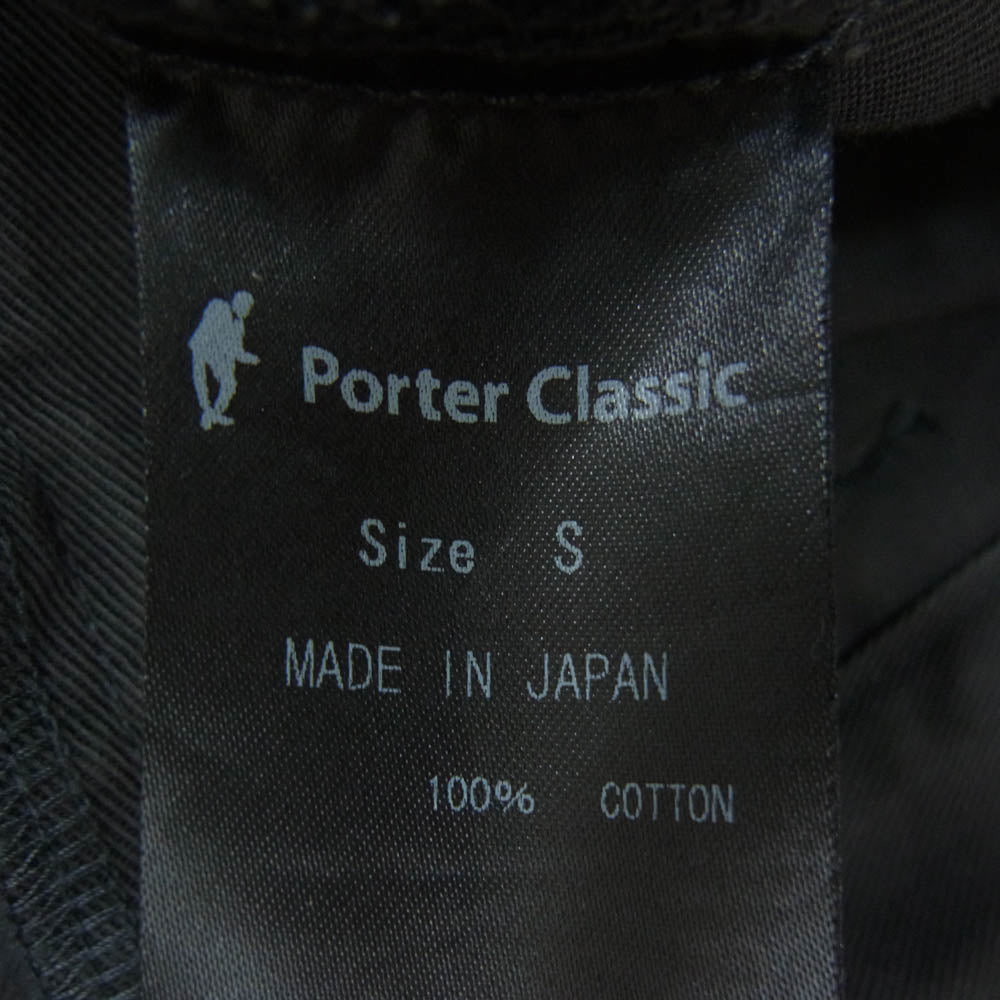 Porter Classic
Size S
MADE IN JAPAN
100% COTTON